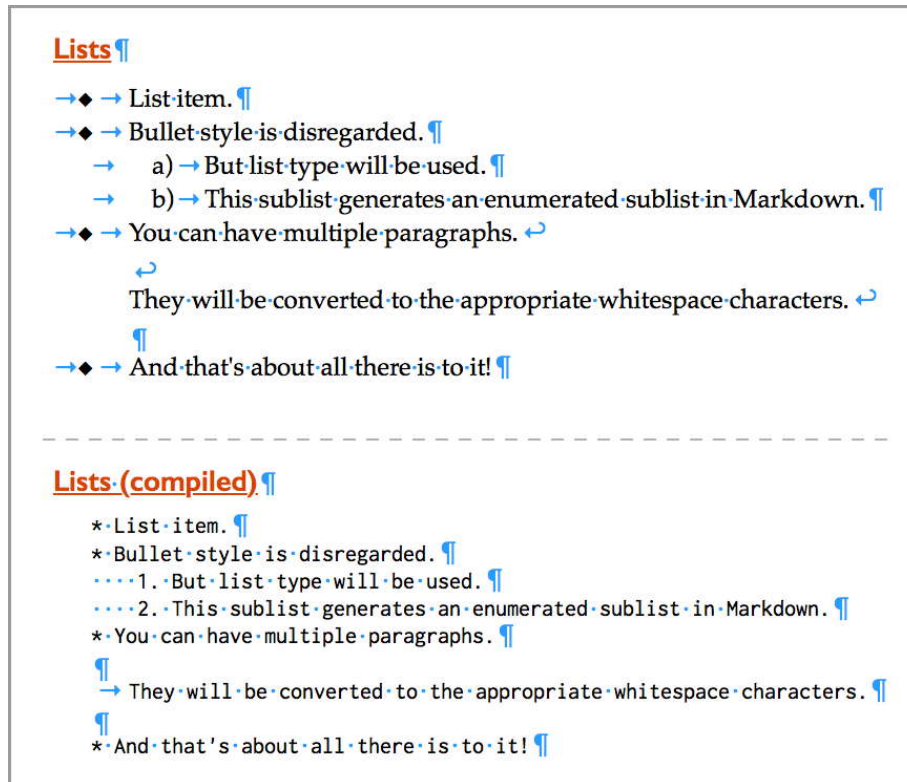 Lists¶
→◆→List·item.¶
→◆→Bullet·style·is·disregarded.¶
→a)→But·list·type·will·be·used.¶
→b)→This·sublist·generates·an·enumerated·sublist·in·Markdown.¶
→◆→You·can·have·multiple·paragraphs.↩
↩
They·will·be·converted·to·the·appropriate·whitespace·characters.↩
¶
→◆→And·that's·about·all·there·is·to·it!¶
Lists·(compiled)¶
*·List·item.¶
*·Bullet·style·is·disregarded.¶
····1.·But·list·type·will·be·used.¶
····2.·This·sublist·generates·an·enumerated·sublist·in·Markdown.¶
*·You·can·have·multiple·paragraphs.¶
¶
→They·will·be·converted·to·the·appropriate·whitespace·characters.¶
¶
*·And·that's·about·all·there·is·to·it!¶